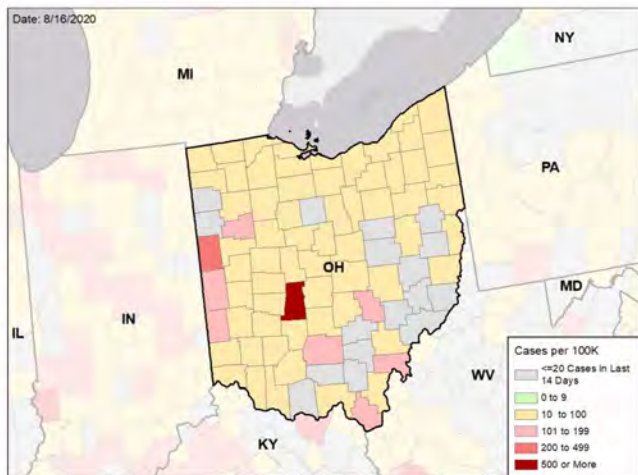 Date: 8/16/2020
NY
MI
PA
OH
IL
IN
MD
WV
KY
Cases per 100K
<=20 Cases in Last
14 Days
0 to 9
10 to 100
101 to 199
200 to 499
500 or More